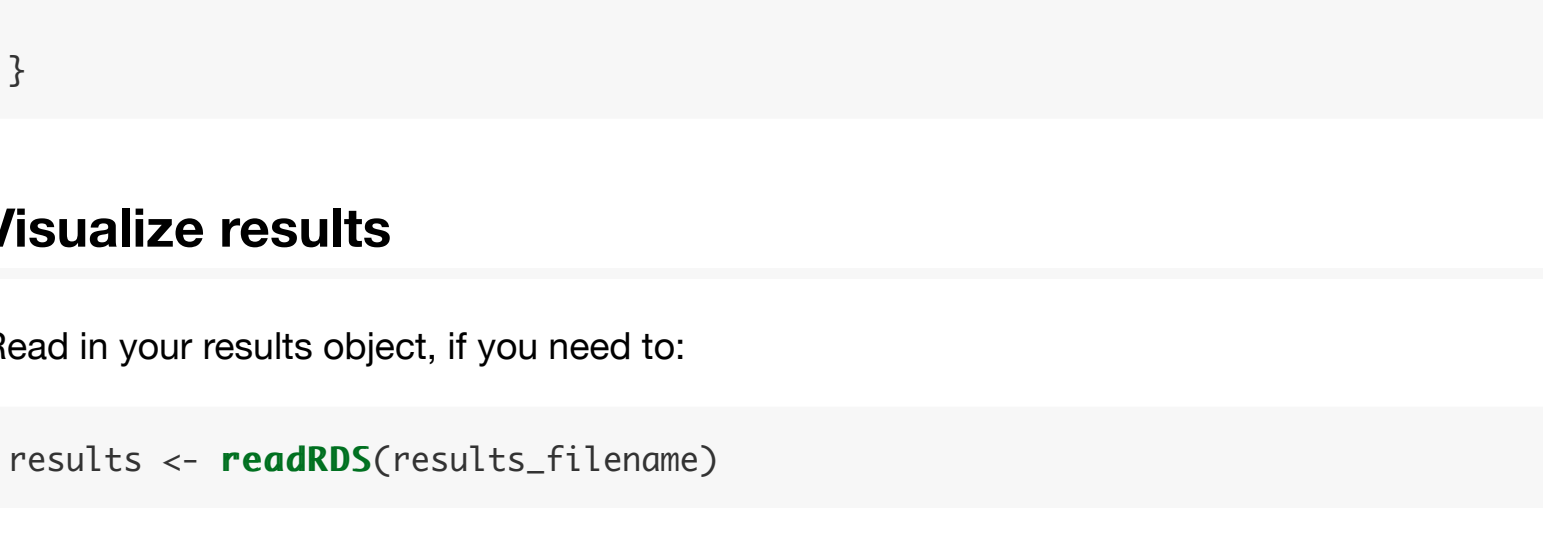 }
Visualize results
Read in your results object, if you need to:
results <- readRDS(results_filename)